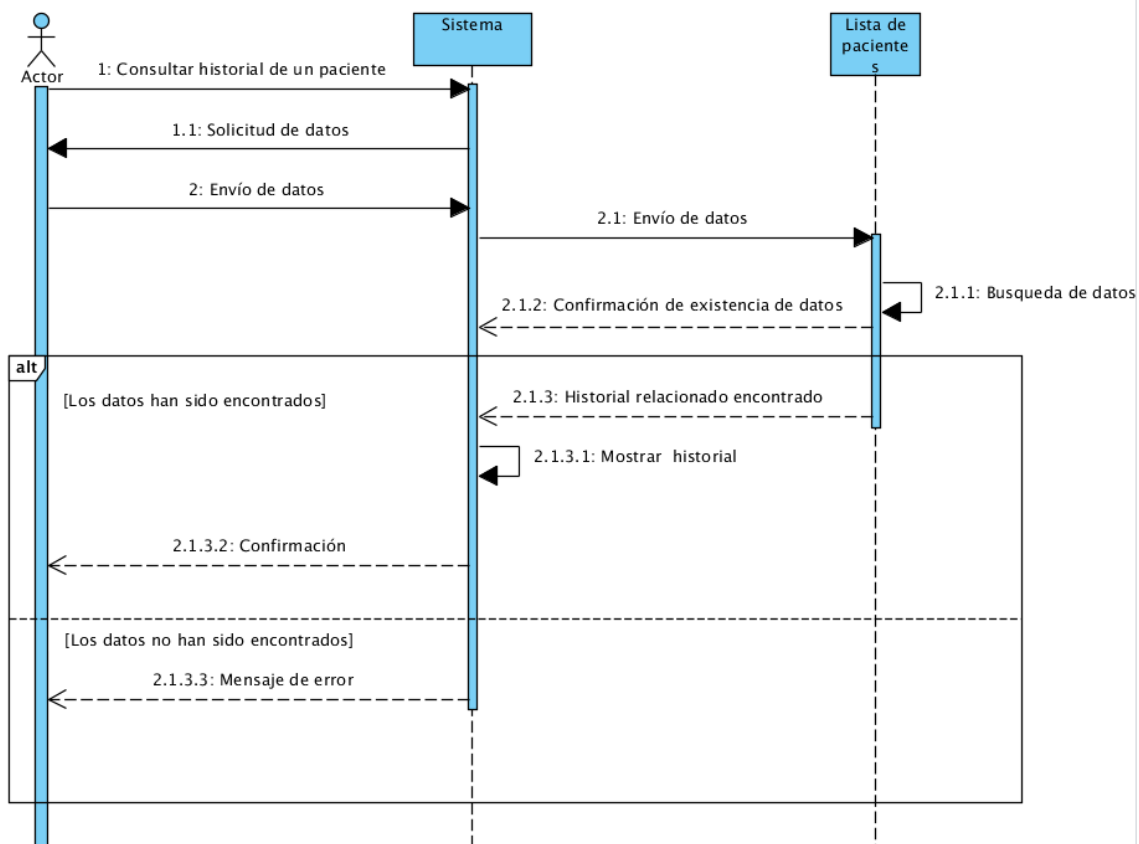 Sistema
Lista de
paciente
s
Actor
1: Consultar historial de un paciente
1.1: Solicitud de datos
2: Envío de datos
2.1: Envío de datos
2.1.1: Busqueda de datos
2.1.2: Confirmación de existencia de datos
alt
[Los datos han sido encontrados]
2.1.3: Historial relacionado encontrado
2.1.3.1: Mostrar historial
2.1.3.2: Confirmación
[Los datos no han sido encontrados]
2.1.3.3: Mensaje de error